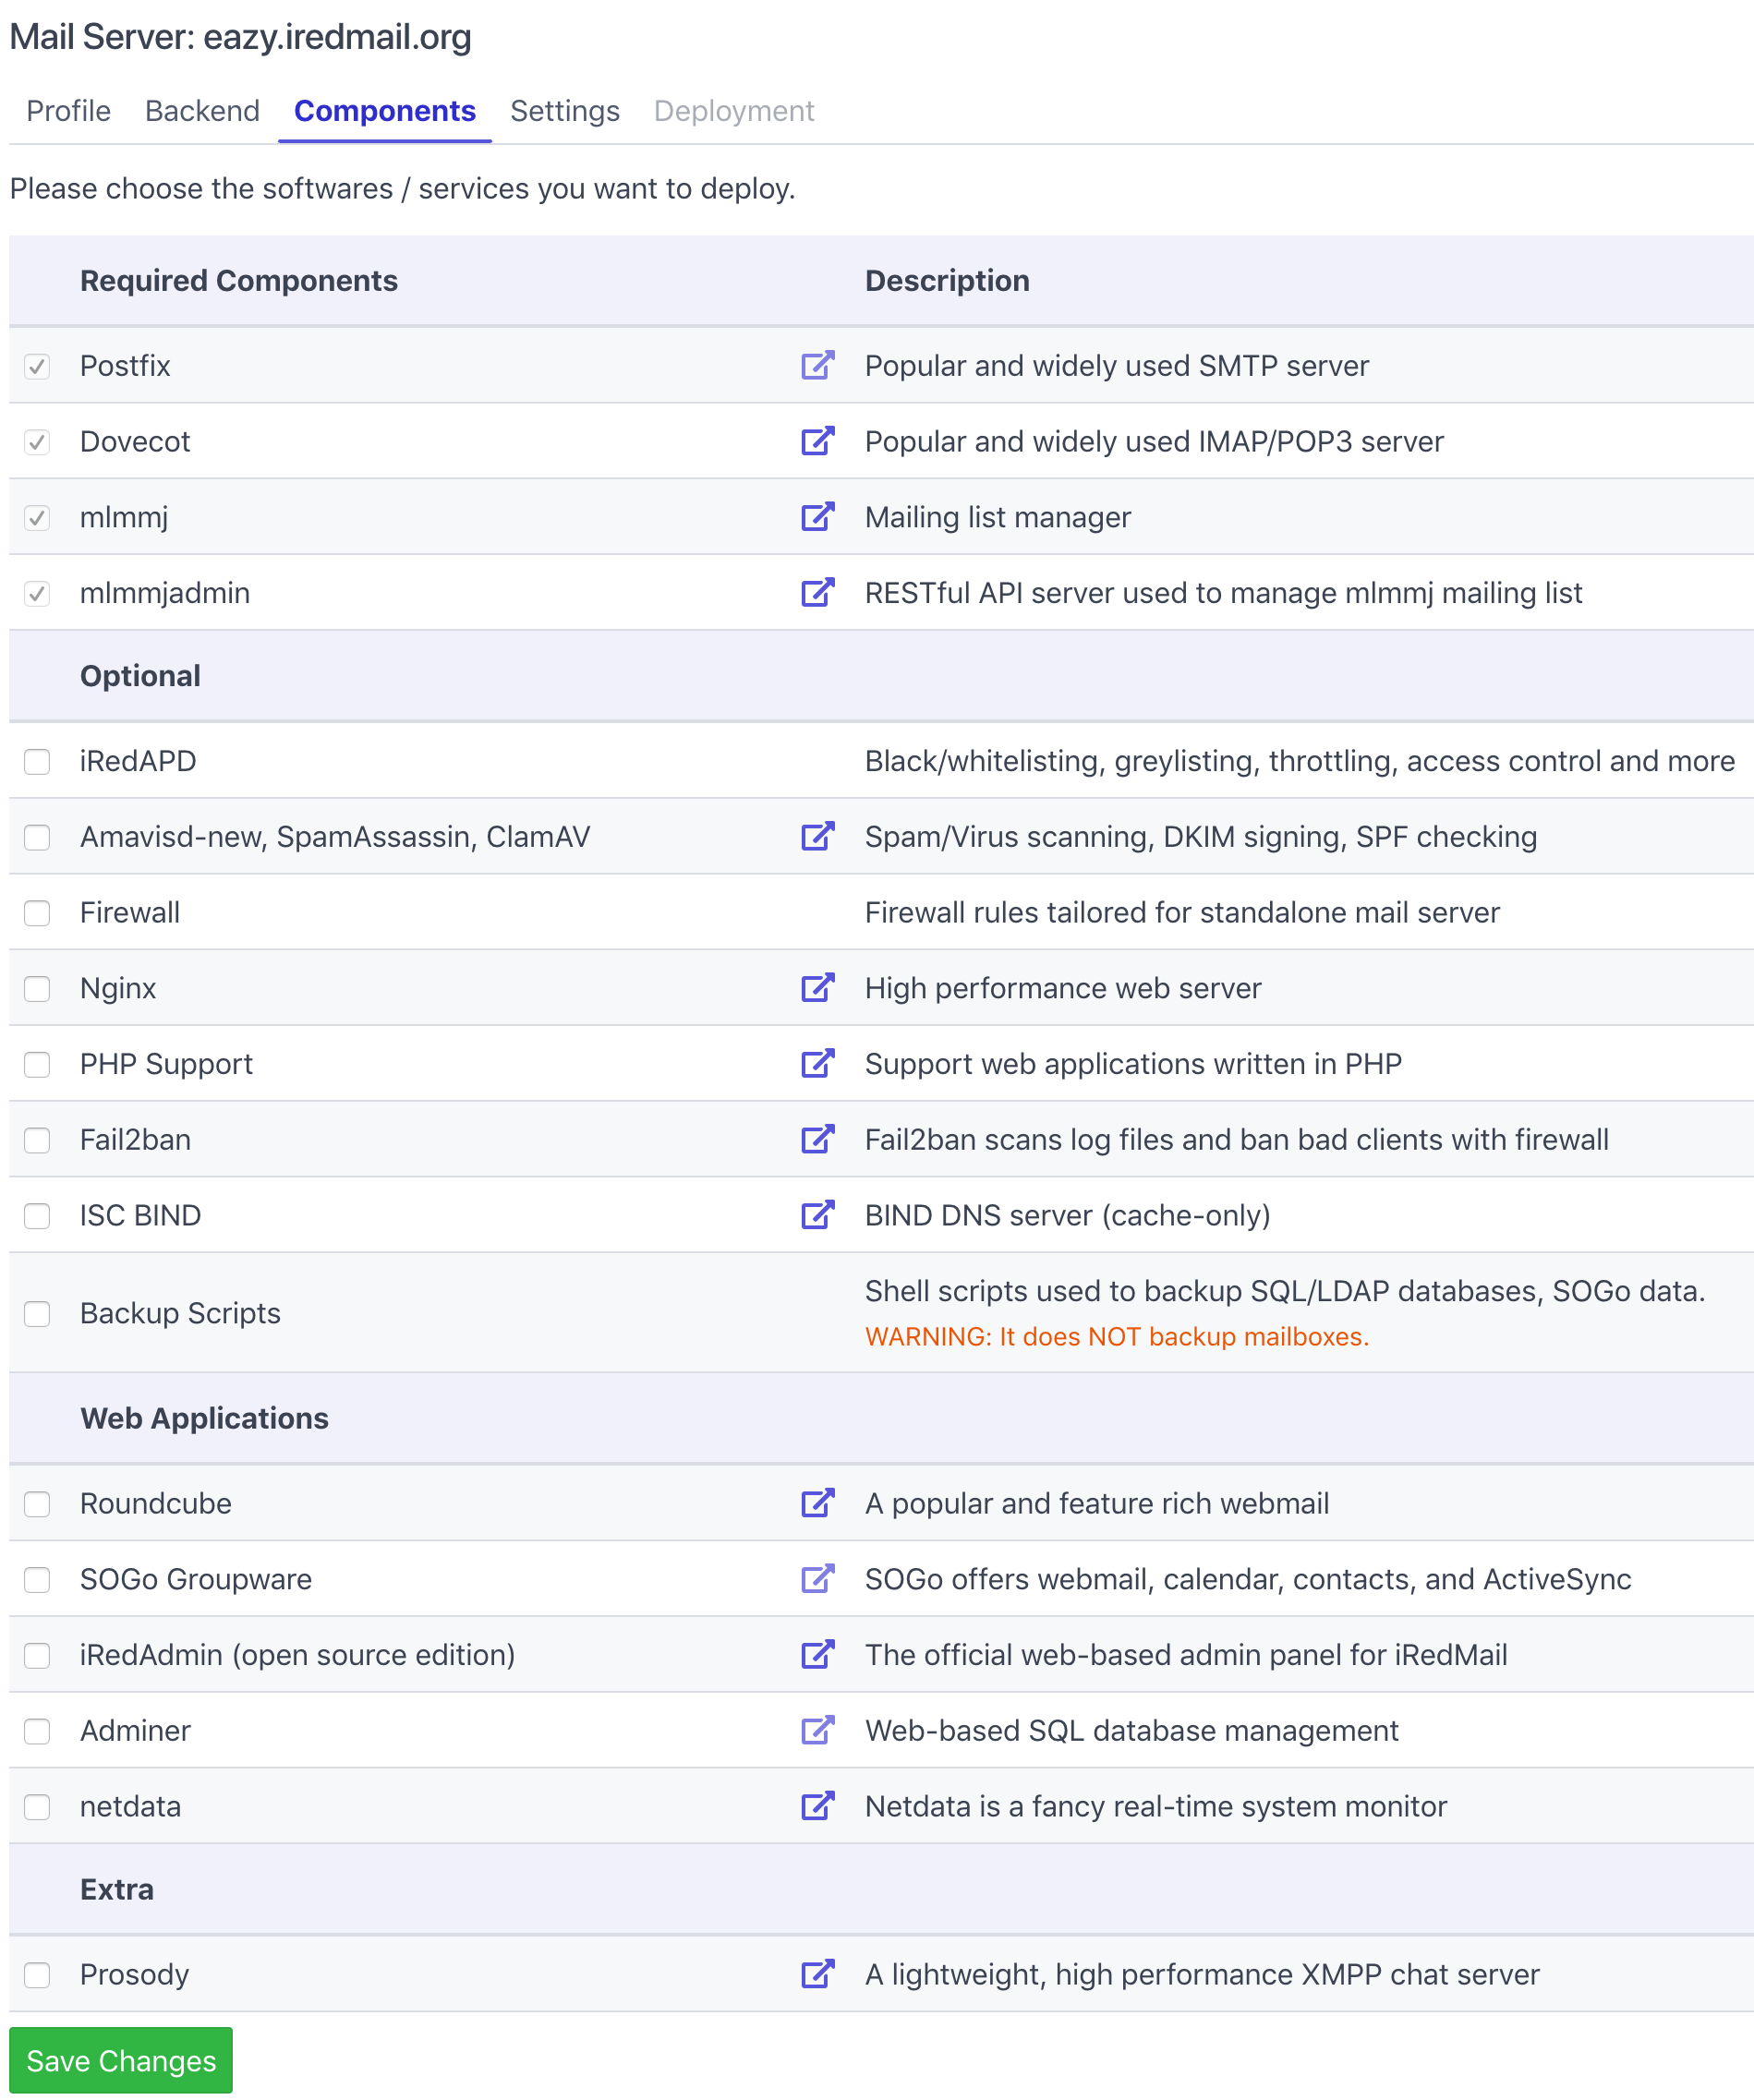 Mail Server: eazy.iredmail.org
Profile Backend Components Settings Deployment
Please choose the softwares / services you want to deploy.
Required Components Description
Postfix Popular and widely used SMTP server
Dovecot Popular and widely used IMAP/POP3 server
mlmmj Mailing list manager
mlmmjadmin RESTful API server used to manage mlmmj mailing list
Optional
iRedAPD Black/whitelisting, greylisting, throttling, access control and more
Amavisd-new, SpamAssassin, ClamAV Spam/Virus scanning, DKIM signing, SPF checking
Firewall Firewall rules tailored for standalone mail server
Nginx High performance web server
PHP Support Support web applications written in PHP
Fail2ban Fail2ban scans log files and ban bad clients with firewall
ISC BIND BIND DNS server (cache-only)
Backup Scripts Shell scripts used to backup SQL/LDAP databases, SOGo data.
WARNING: It does NOT backup mailboxes.
Web Applications
Roundcube A popular and feature rich webmail
SOGo Groupware SOGo offers webmail, calendar, contacts, and ActiveSync
iRedAdmin (open source edition) The official web-based admin panel for iRedMail
Adminer Web-based SQL database management
netdata Netdata is a fancy real-time system monitor
Extra
Prosody A lightweight, high performance XMPP chat server
Save Changes